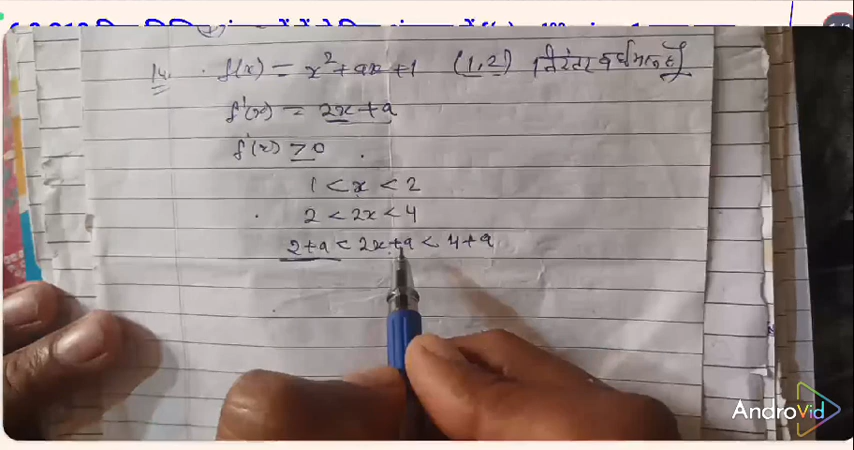 14. f(x) = x² + ax + 1 (1, 2) निरंतर वर्धमान है
f'(x) = 2x + a
f'(x) > 0
1 < x < 2
2 < 2x < 4
2+a < 2x+a < 4+a
AndroVid